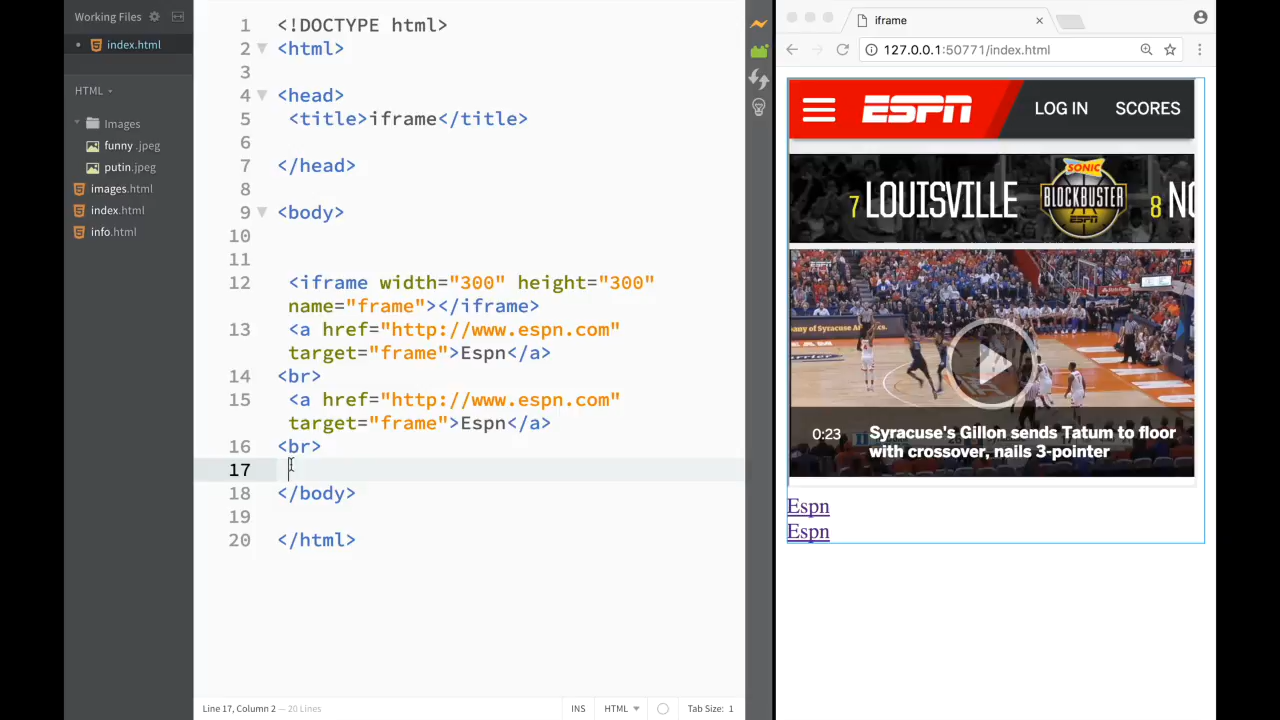 Working Files
index.html
HTML
Images
funny .jpeg
putin.jpeg
images.html
index.html
info.html
1 <!DOCTYPE html>
2 <html>
3
4 <head>
5 <title>iframe</title>
6
7 </head>
8
9 <body>
10
11
12 <iframe width="300" height="300"
name="frame"></iframe>
13 <a href="http://www.espn.com"
target="frame">Espn</a>
14 <br>
15 <a href="http://www.espn.com"
target="frame">Espn</a>
16 <br>
17
18 </body>
19
20 </html>
Line 17, Column 2 — 20 Lines
INS
HTML
Tab Size: 1
iframe
127.0.0.1:50771/index.html
ESPN LOG IN SCORES
7 LOUISVILLE SONIC BLOCKBUSTER ESPN 8 NO
ESPN
0:23 Syracuse's Gillon sends Tatum to floor
with crossover, nails 3-pointer
Espn
Espn